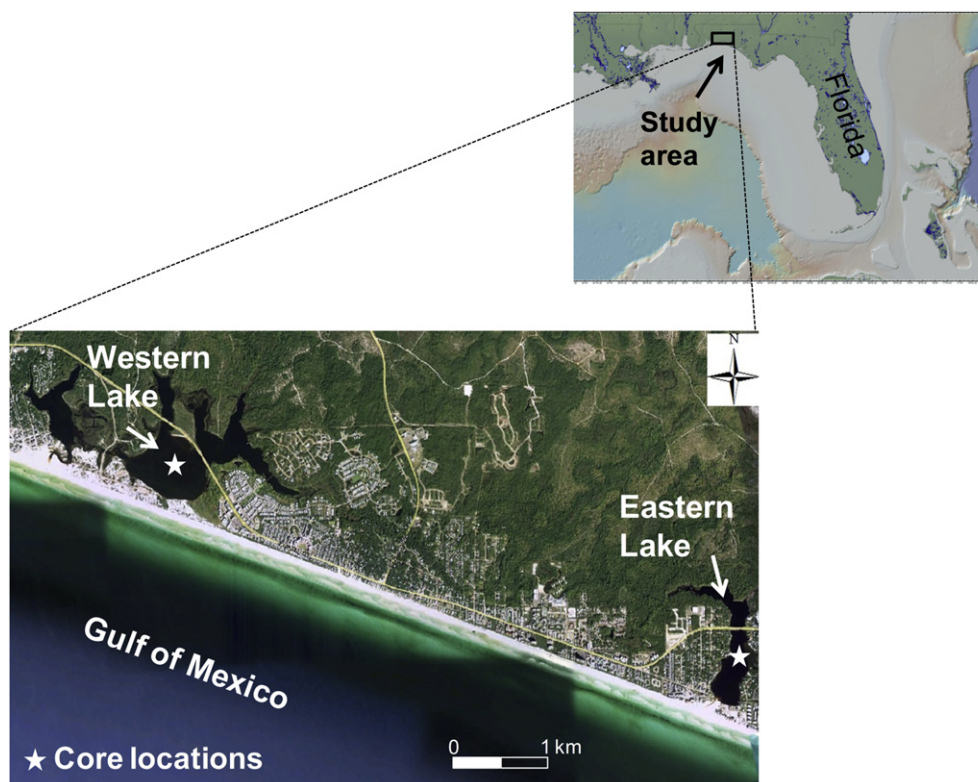 Florida
Study
area
Western
Lake
N
Eastern
Lake
Gulf of Mexico
0 1 km
Core locations